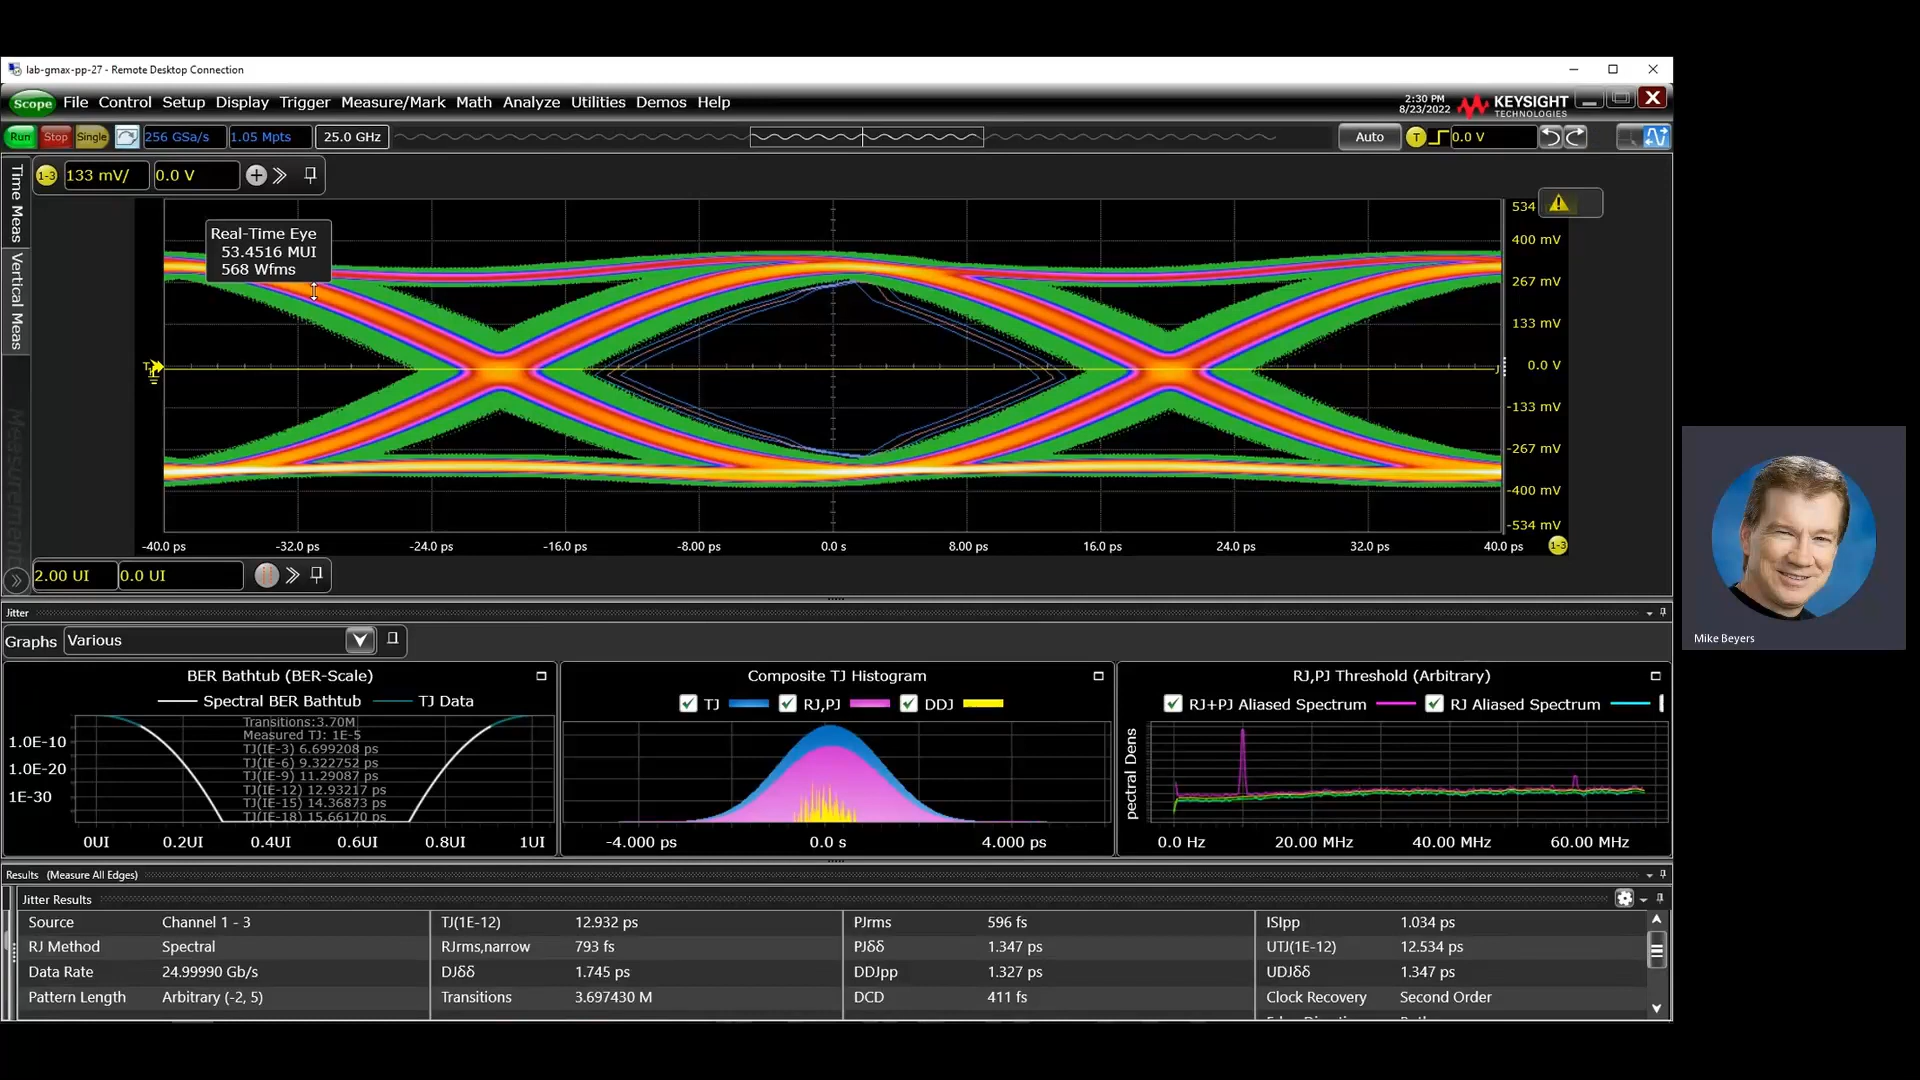 lab-gmax-pp-27 - Remote Desktop Connection
Scope File Control Setup Display Trigger Measure/Mark Math Analyze Utilities Demos Help
2:30 PM
8/23/2022
KEYSIGHT
TECHNOLOGIES
Run Stop Single 256 GSa/s 1.05 Mpts 25.0 GHz Auto T 0.0 V
1-3 133 mV/ 0.0 V
Time Meas
Vertical Meas
Measurements
Real-Time Eye
53.4516 MUI
568 Wfms
534
400 mV
267 mV
133 mV
0.0 V
-133 mV
-267 mV
-400 mV
-534 mV
-40.0 ps -32.0 ps -24.0 ps -16.0 ps -8.00 ps 0.0 s 8.00 ps 16.0 ps 24.0 ps 32.0 ps 40.0 ps 1-3
2.00 UI 0.0 UI
Jitter
Graphs Various
BER Bathtub (BER-Scale)
Spectral BER Bathtub TJ Data
Transitions:3.70M
Measured TJ: 1E-5
TJ(IE-3) 6.699208 ps
TJ(IE-6) 9.322752 ps
TJ(IE-9) 11.29087 ps
TJ(IE-12) 12.93217 ps
TJ(IE-15) 14.36873 ps
TJ(IE-18) 15.66170 ps
1.0E-10
1.0E-20
1E-30
0UI 0.2UI 0.4UI 0.6UI 0.8UI 1UI
Composite TJ Histogram
TJ RJ,PJ DDJ
-4.000 ps 0.0 s 4.000 ps
RJ,PJ Threshold (Arbitrary)
RJ+PJ Aliased Spectrum RJ Aliased Spectrum
pectral Dens
0.0 Hz 20.00 MHz 40.00 MHz 60.00 MHz
Results (Measure All Edges)
Jitter Results
Source Channel 1 - 3 TJ(1E-12) 12.932 ps PJrms 596 fs ISIpp 1.034 ps
RJ Method Spectral RJrms,narrow 793 fs PJδδ 1.347 ps UTJ(1E-12) 12.534 ps
Data Rate 24.99990 Gb/s DJδδ 1.745 ps DDJpp 1.327 ps UDJδδ 1.347 ps
Pattern Length Arbitrary (-2, 5) Transitions 3.697430 M DCD 411 fs Clock Recovery Second Order
Mike Beyers